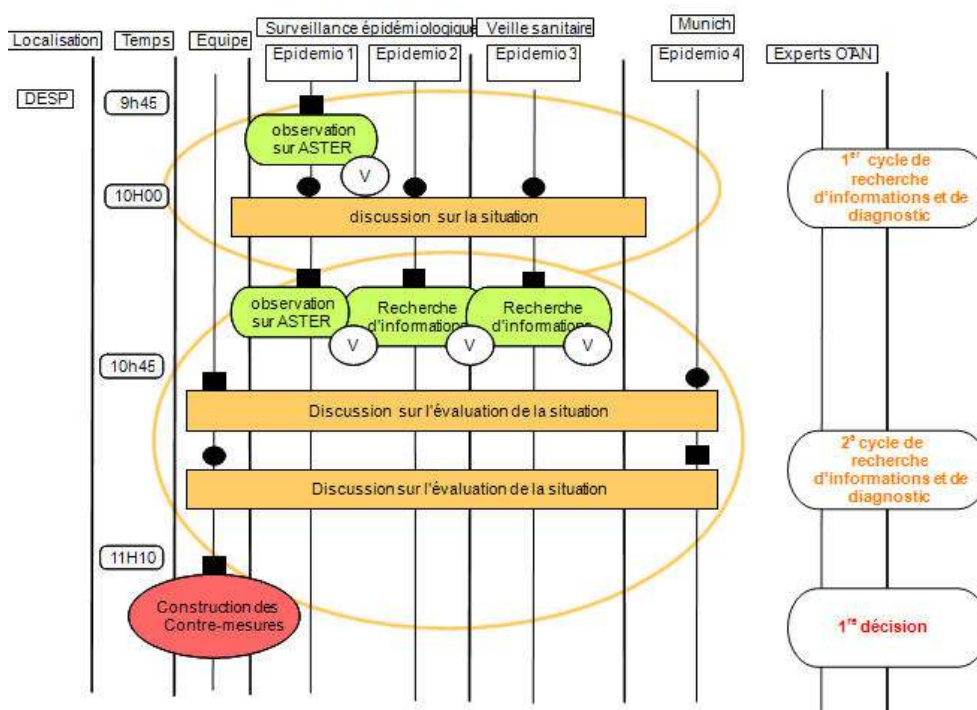 Surveillance épidémiologique
Veille sanitaire
Munich
Localisation
Temps
Equipe
Epidemio 1
Epidemio 2
Epidemio 3
Epidemio 4
Experts OTAN
DESP
9h45
observation
sur ASTER
V
1er cycle de
recherche
d'informations et de
diagnostic
10H00
discussion sur la situation
observation
sur ASTER
V
Recherche
d'informations
V
Recherche
d'informations
V
10h45
Discussion sur l'évaluation de la situation
2e cycle de
recherche
d'informations et de
diagnostic
Discussion sur l'évaluation de la situation
11H10
Construction des
Contre-mesures
1re décision